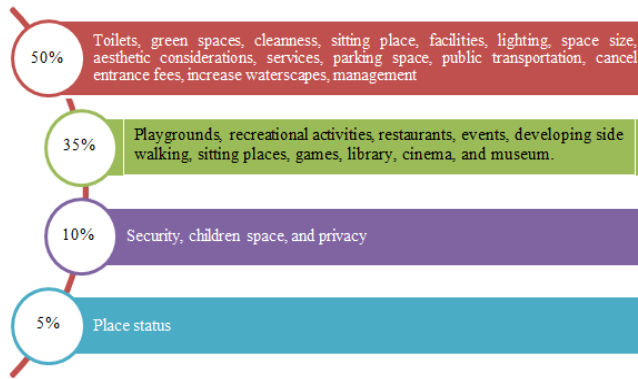 50%
Toilets, green spaces, cleanness, sitting place, facilities, lighting, space size,
aesthetic considerations, services, parking space, public transportation, cancel
entrance fees, increase waterscapes, management
35%
Playgrounds, recreational activities, restaurants, events, developing side
walking, sitting places, games, library, cinema, and museum.
10%
Security, children space, and privacy
5%
Place status